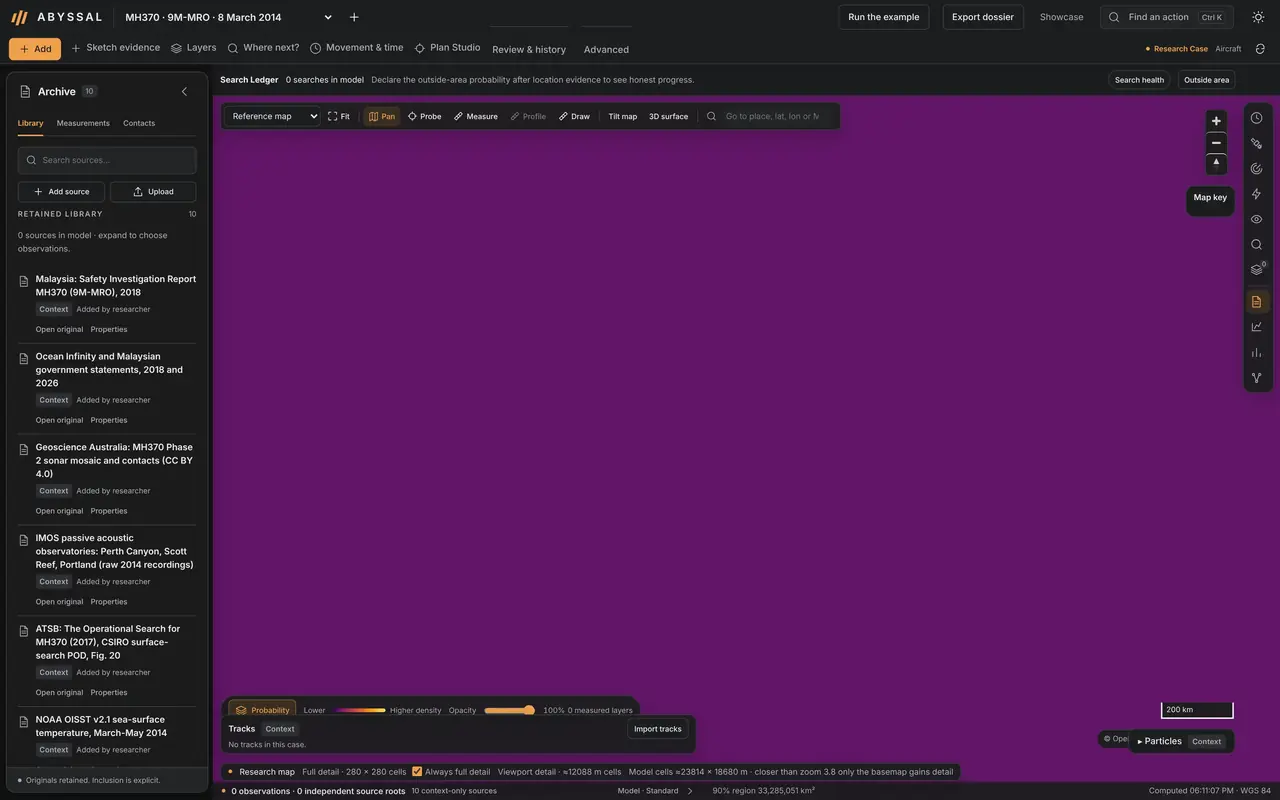 ABYSSAL
MH370 · 9M-MRO · 8 March 2014
Run the example
Export dossier
Showcase
Find an action Ctrl K
Add
Sketch evidence
Layers
Where next?
Movement & time
Plan Studio
Review & history
Advanced
Research Case Aircraft
Archive 10
Library Measurements Contacts
Search sources...
Add source
Upload
RETAINED LIBRARY 10
0 sources in model · expand to choose
observations.
Malaysia: Safety Investigation Report
MH370 (9M-MRO), 2018
Context Added by researcher
Open original Properties
Ocean Infinity and Malaysian
government statements, 2018 and
2026
Context Added by researcher
Open original Properties
Geoscience Australia: MH370 Phase
2 sonar mosaic and contacts (CC BY
4.0)
Context Added by researcher
Open original Properties
IMOS passive acoustic
observatories: Perth Canyon, Scott
Reef, Portland (raw 2014 recordings)
Context Added by researcher
Open original Properties
ATSB: The Operational Search for
MH370 (2017), CSIRO surface-
search POD, Fig. 20
Context Added by researcher
Open original Properties
NOAA OISST v2.1 sea-surface
temperature, March-May 2014
Context Added by researcher
Originals retained. Inclusion is explicit.
Search Ledger 0 searches in model Declare the outside-area probability after location evidence to see honest progress.
Search health
Outside area
Reference map
Fit
Pan
Probe
Measure
Profile
Draw
Tilt map
3D surface
Go to place, lat, lon or M
Map key
0
Probability Lower Higher density Opacity 100% 0 measured layers
Tracks Context
Import tracks
No tracks in this case.
200 km
© Ope
Particles Context
Research map Full detail · 280 × 280 cells Always full detail Viewport detail · ≈12088 m cells Model cells ≈23814 × 18680 m · closer than zoom 3.8 only the basemap gains detail
0 observations · 0 independent source roots 10 context-only sources
Model · Standard
90% region 33,285,051 km²
Computed 06:11:07 PM · WGS 84